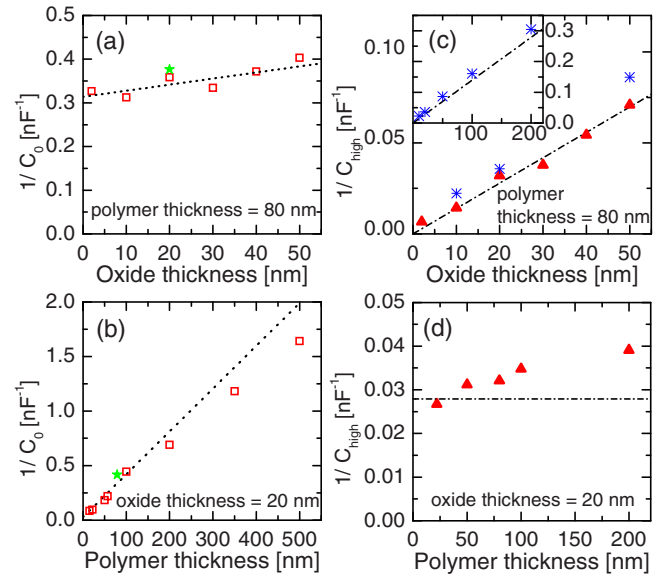 (a)
1/ C0 [nF-1]
0.5
0.4
0.3
0.2
0.1
0.0
polymer thickness = 80 nm
0 10 20 30 40 50
Oxide thickness [nm]
(c)
1/ Chigh [nF-1]
0.10
0.05
0.00
0.3
0.2
0.1
0.0
0 100 200
polymer
thickness = 80 nm
0 10 20 30 40 50
Oxide thickness [nm]
(b)
1/ C0 [nF-1]
2.0
1.5
1.0
0.5
0.0
oxide thickness = 20 nm
0 100 200 300 400 500
Polymer thickness [nm]
(d)
1/ Chigh [nF-1]
0.05
0.04
0.03
0.02
0.01
0.00
oxide thickness = 20 nm
0 50 100 150 200
Polymer thickness [nm]